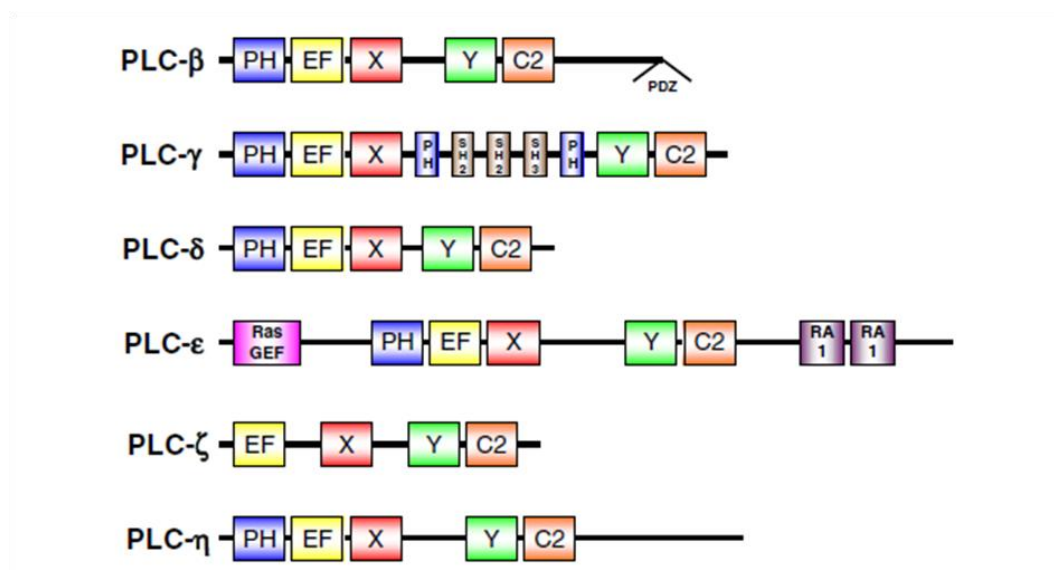 PLC-β PH EF X Y C2 PDZ
PLC-γ PH EF X PH SH2 SH2 SH3 PH Y C2
PLC-δ PH EF X Y C2
PLC-ε Ras GEF PH EF X Y C2 RA 1 RA 1
PLC-ζ EF X Y C2
PLC-η PH EF X Y C2